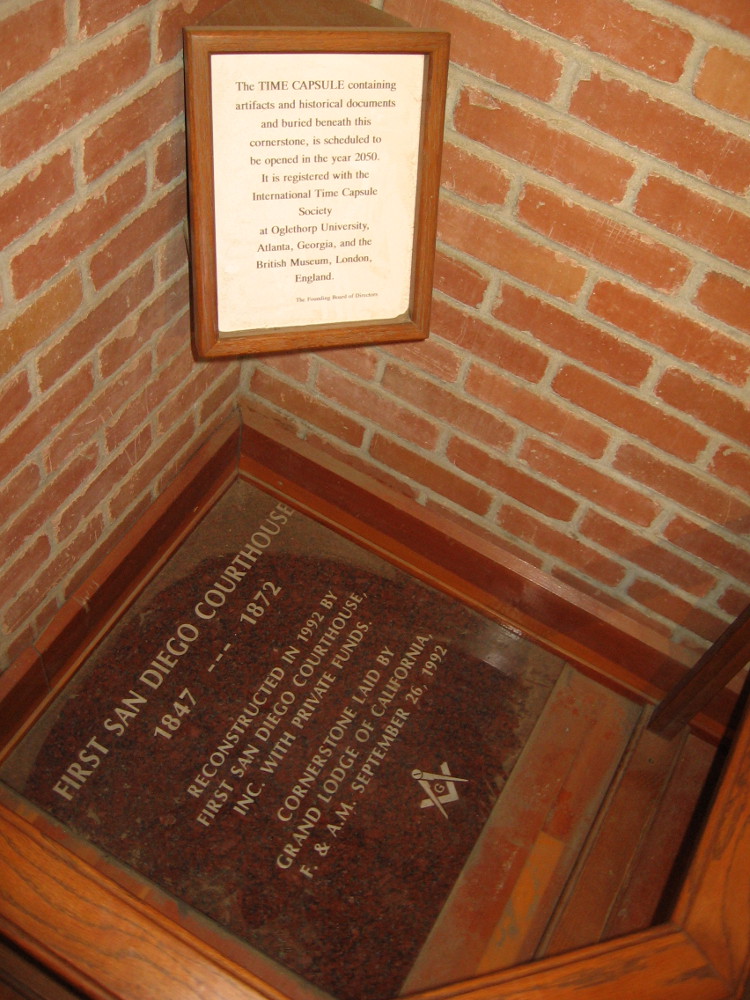 The TIME CAPSULE containing
artifacts and historical documents
and buried beneath this
cornerstone, is scheduled to
be opened in the year 2050.
It is registered with the
International Time Capsule
Society
at Oglethorp University,
Atlanta, Georgia, and the
British Museum, London,
England.
The Founding Board of Directors
FIRST SAN DIEGO COURTHOUSE
1847 --- 1872
RECONSTRUCTED IN 1992 BY
FIRST SAN DIEGO COURTHOUSE,
INC. WITH PRIVATE FUNDS.
CORNERSTONE LAID BY
GRAND LODGE OF CALIFORNIA,
F. & A.M. SEPTEMBER 26, 1992
G